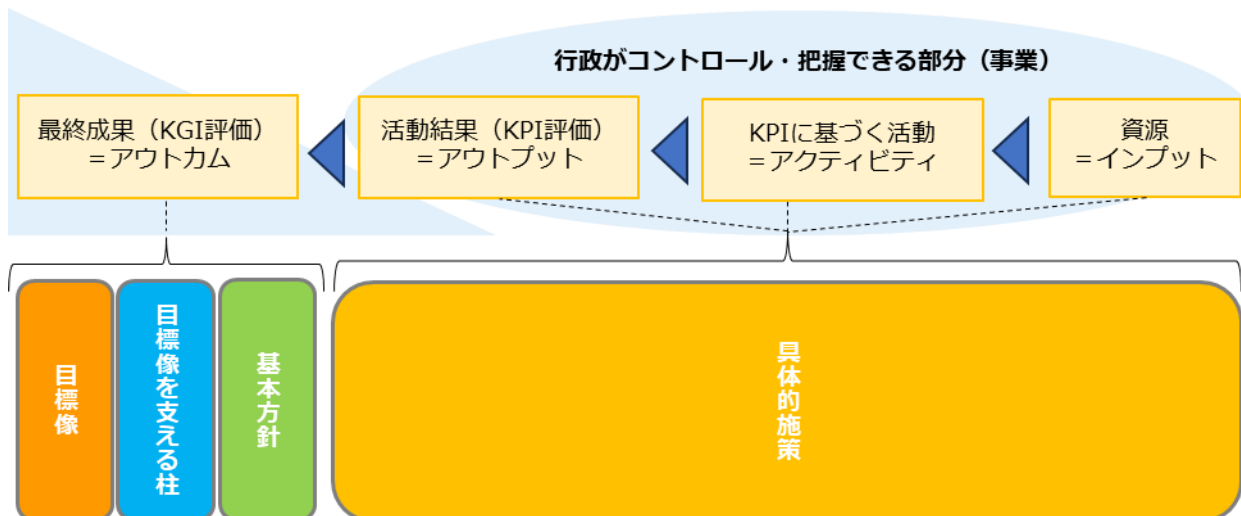 行政がコントロール・把握できる部分（事業）
最終成果（KGI評価）
＝アウトカム
活動結果（KPI評価）
＝アウトプット
KPIに基づく活動
＝アクティビティ
資源
＝インプット
目標像
目標像を支える柱
基本方針
具体的施策